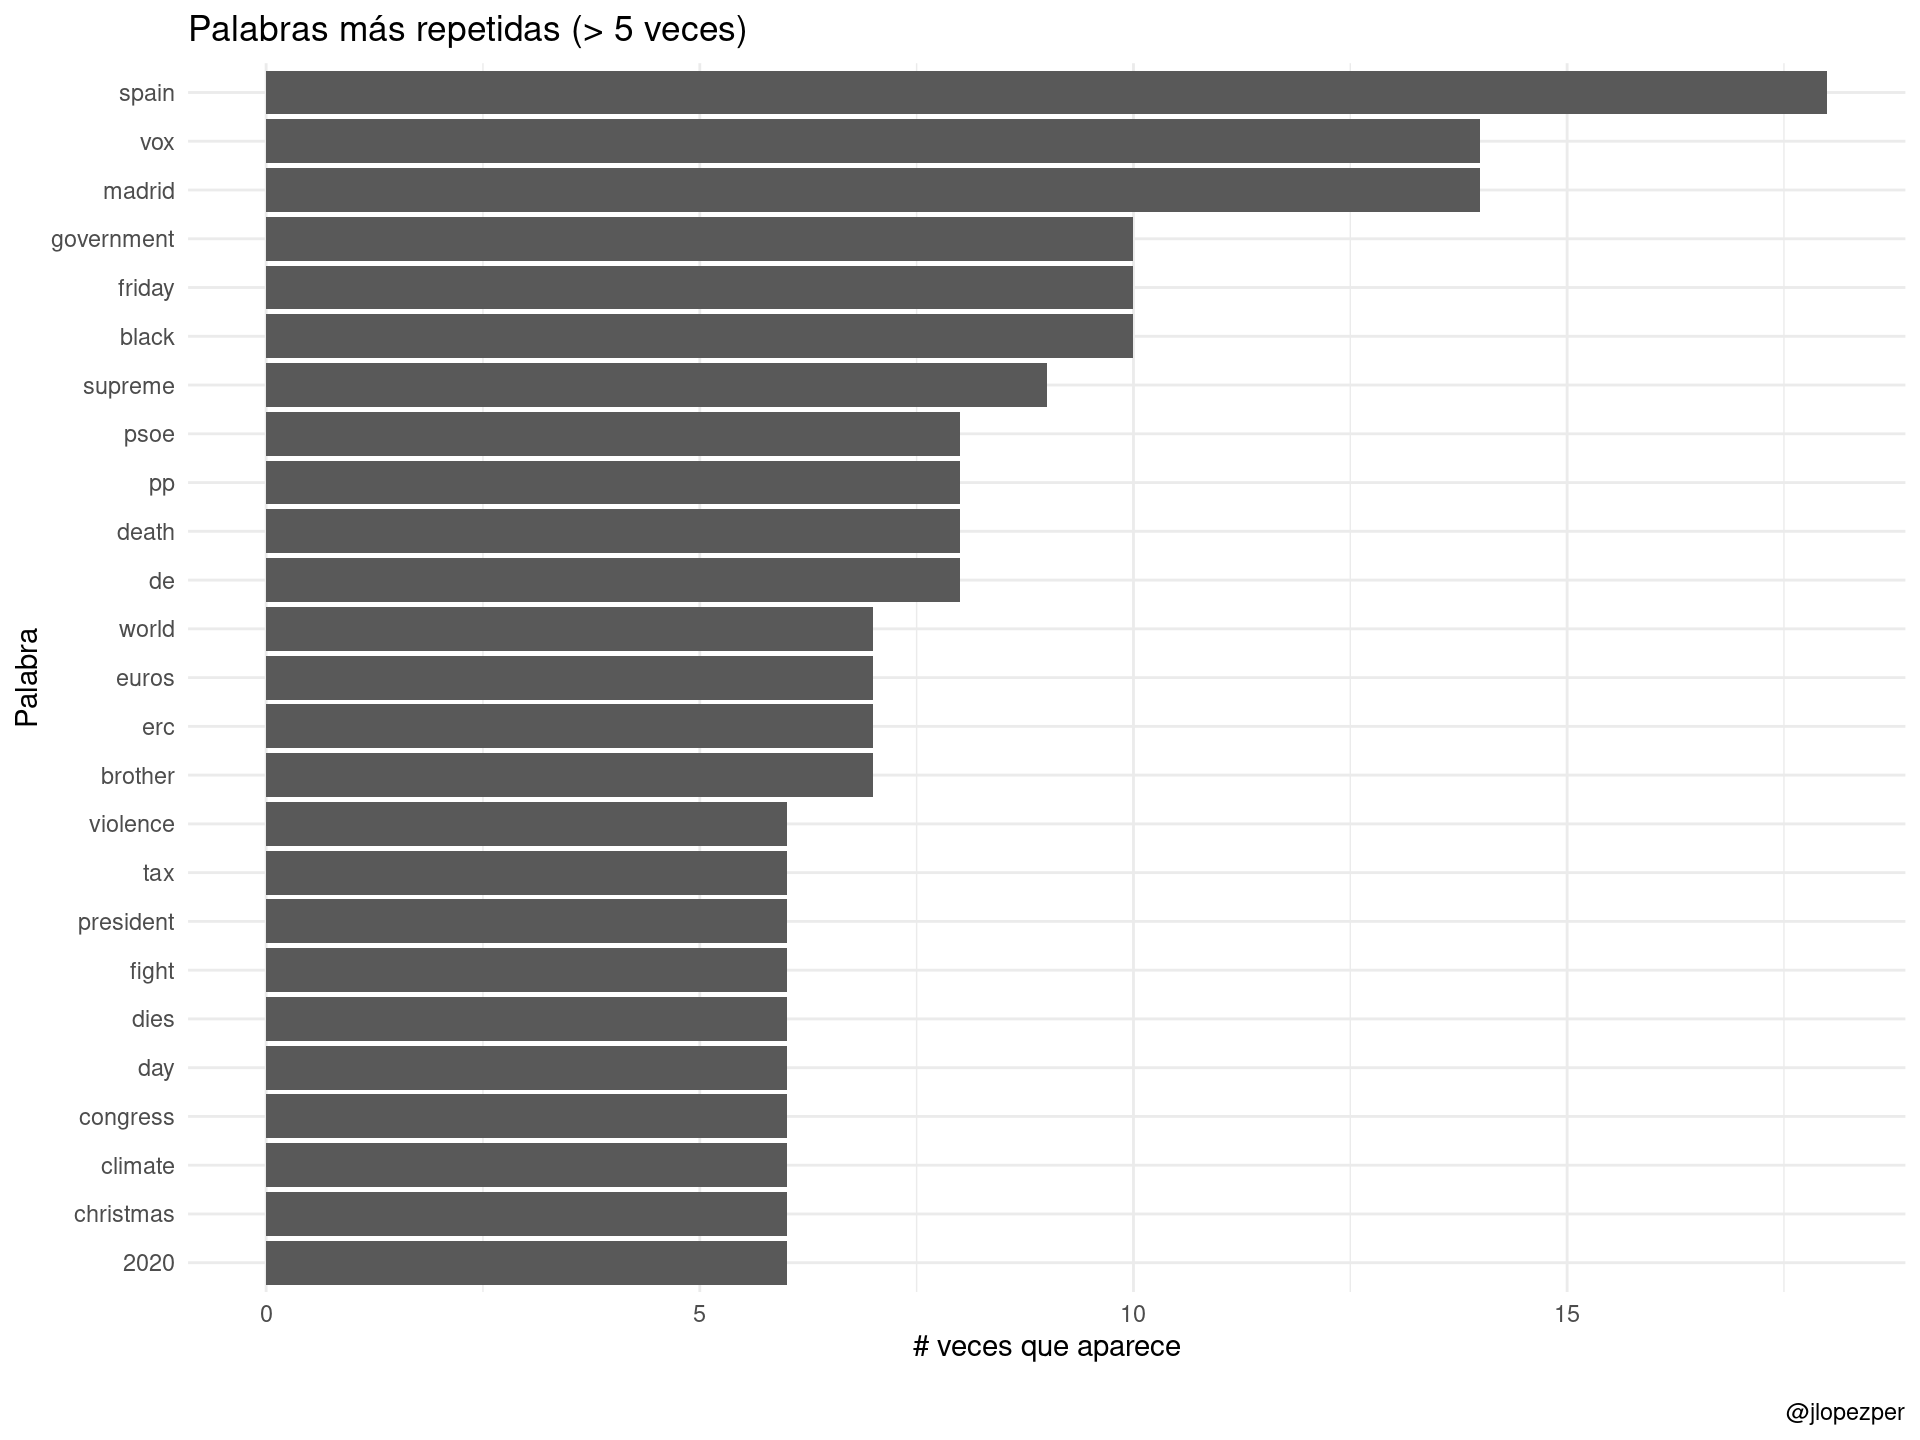 Palabras más repetidas (> 5 veces)
spain
vox
madrid
government
friday
black
supreme
psoe
pp
death
de
world
euros
erc
brother
violence
tax
president
fight
dies
day
congress
climate
christmas
2020
Palabra
0 5 10 15
# veces que aparece
@jlopezper